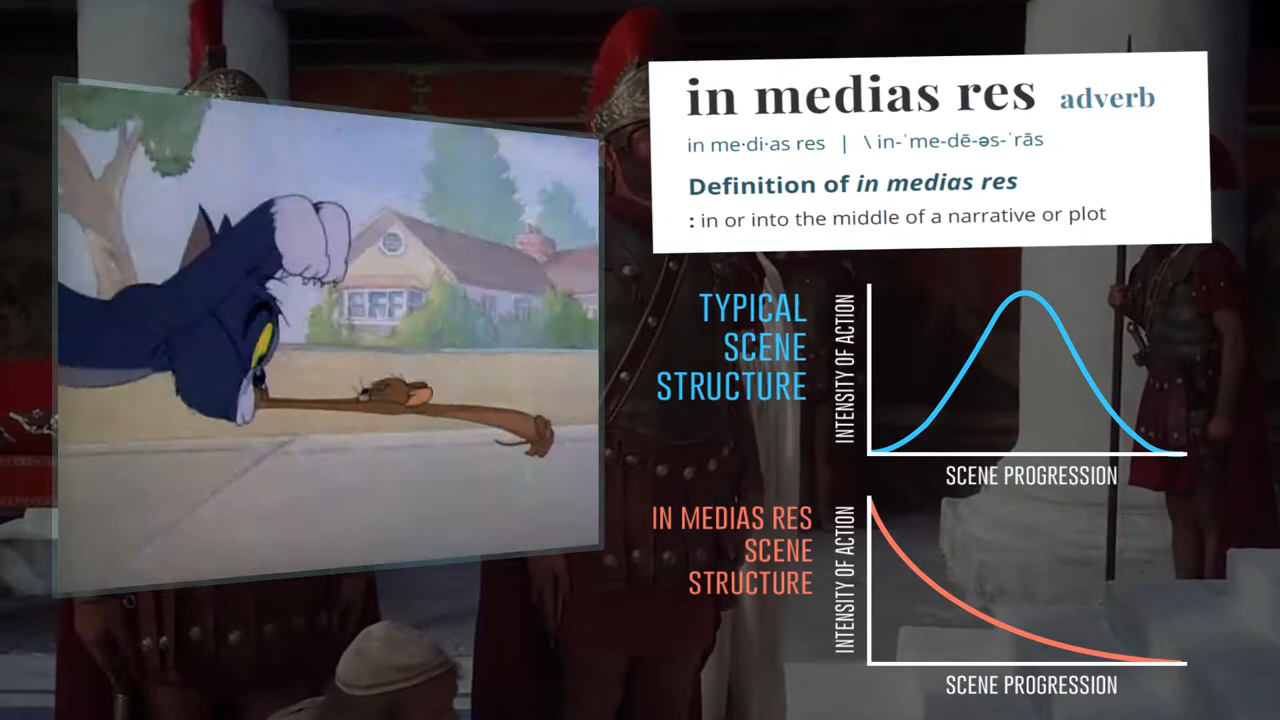 in medias res adverb
in me·di·as res | \ in-ˈme-dē-əs-ˈrās
Definition of in medias res
: in or into the middle of a narrative or plot
TYPICAL
SCENE
STRUCTURE
INTENSITY OF ACTION
SCENE PROGRESSION
IN MEDIAS RES
SCENE
STRUCTURE
INTENSITY OF ACTION
SCENE PROGRESSION